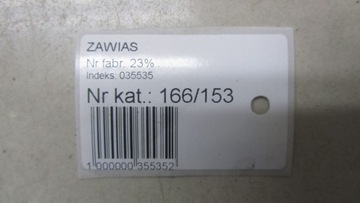 ZAWIAS
Nr fabr. 23%
Indeks: 035535
Nr kat.: 166/153
1 000000 355352